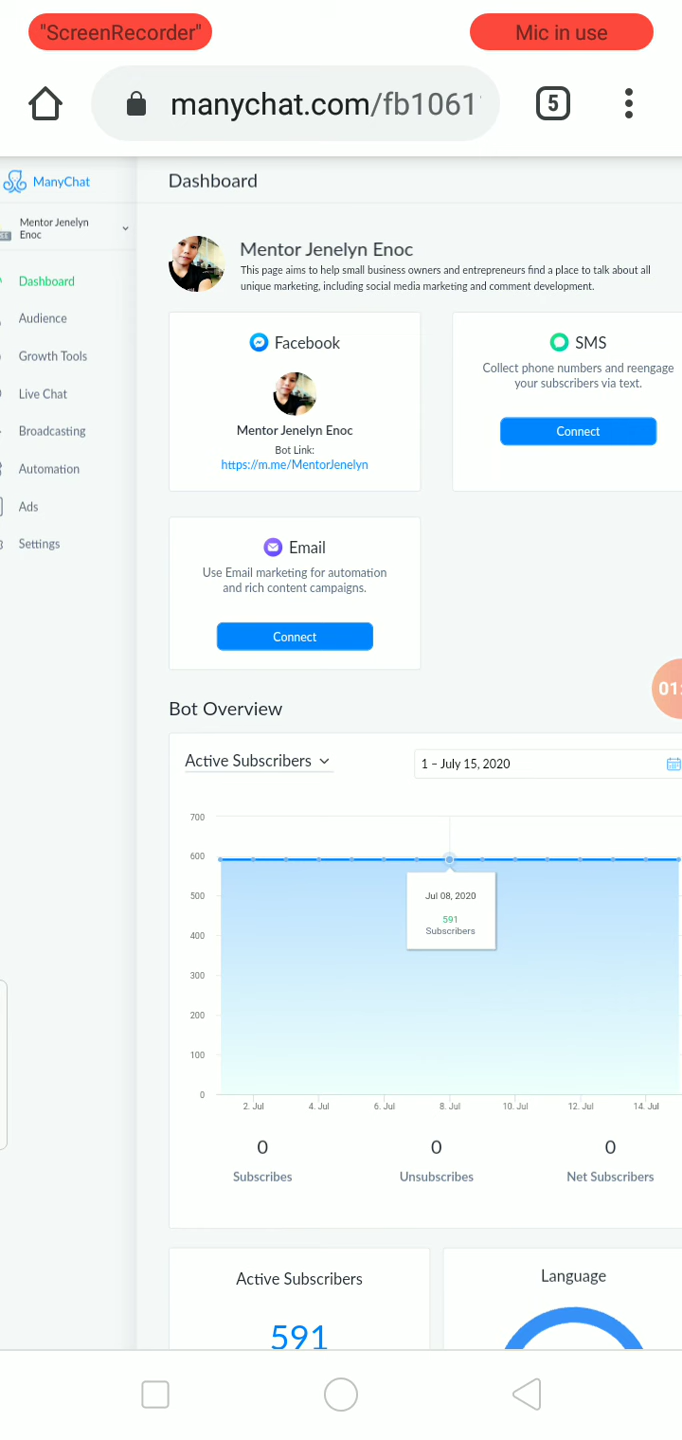 "ScreenRecorder"
Mic in use
manychat.com/fb1061
5
ManyChat
Dashboard
Mentor Jenelyn
Enoc
Dashboard
Audience
Growth Tools
Live Chat
Broadcasting
Automation
Ads
Settings
Mentor Jenelyn Enoc
This page aims to help small business owners and entrepreneurs find a place to talk about all
unique marketing, including social media marketing and comment development.
Facebook
Mentor Jenelyn Enoc
Bot Link:
https://m.me/MentorJenelyn
SMS
Collect phone numbers and reengage
your subscribers via text.
Connect
Email
Use Email marketing for automation
and rich content campaigns.
Connect
01:
Bot Overview
Active Subscribers
1 – July 15, 2020
700
600
500
400
300
200
100
0
Jul 08, 2020
591
Subscribers
2. Jul
4. Jul
6. Jul
8. Jul
10. Jul
12. Jul
14. Jul
0
Subscribes
0
Unsubscribes
0
Net Subscribers
Active Subscribers
591
Language